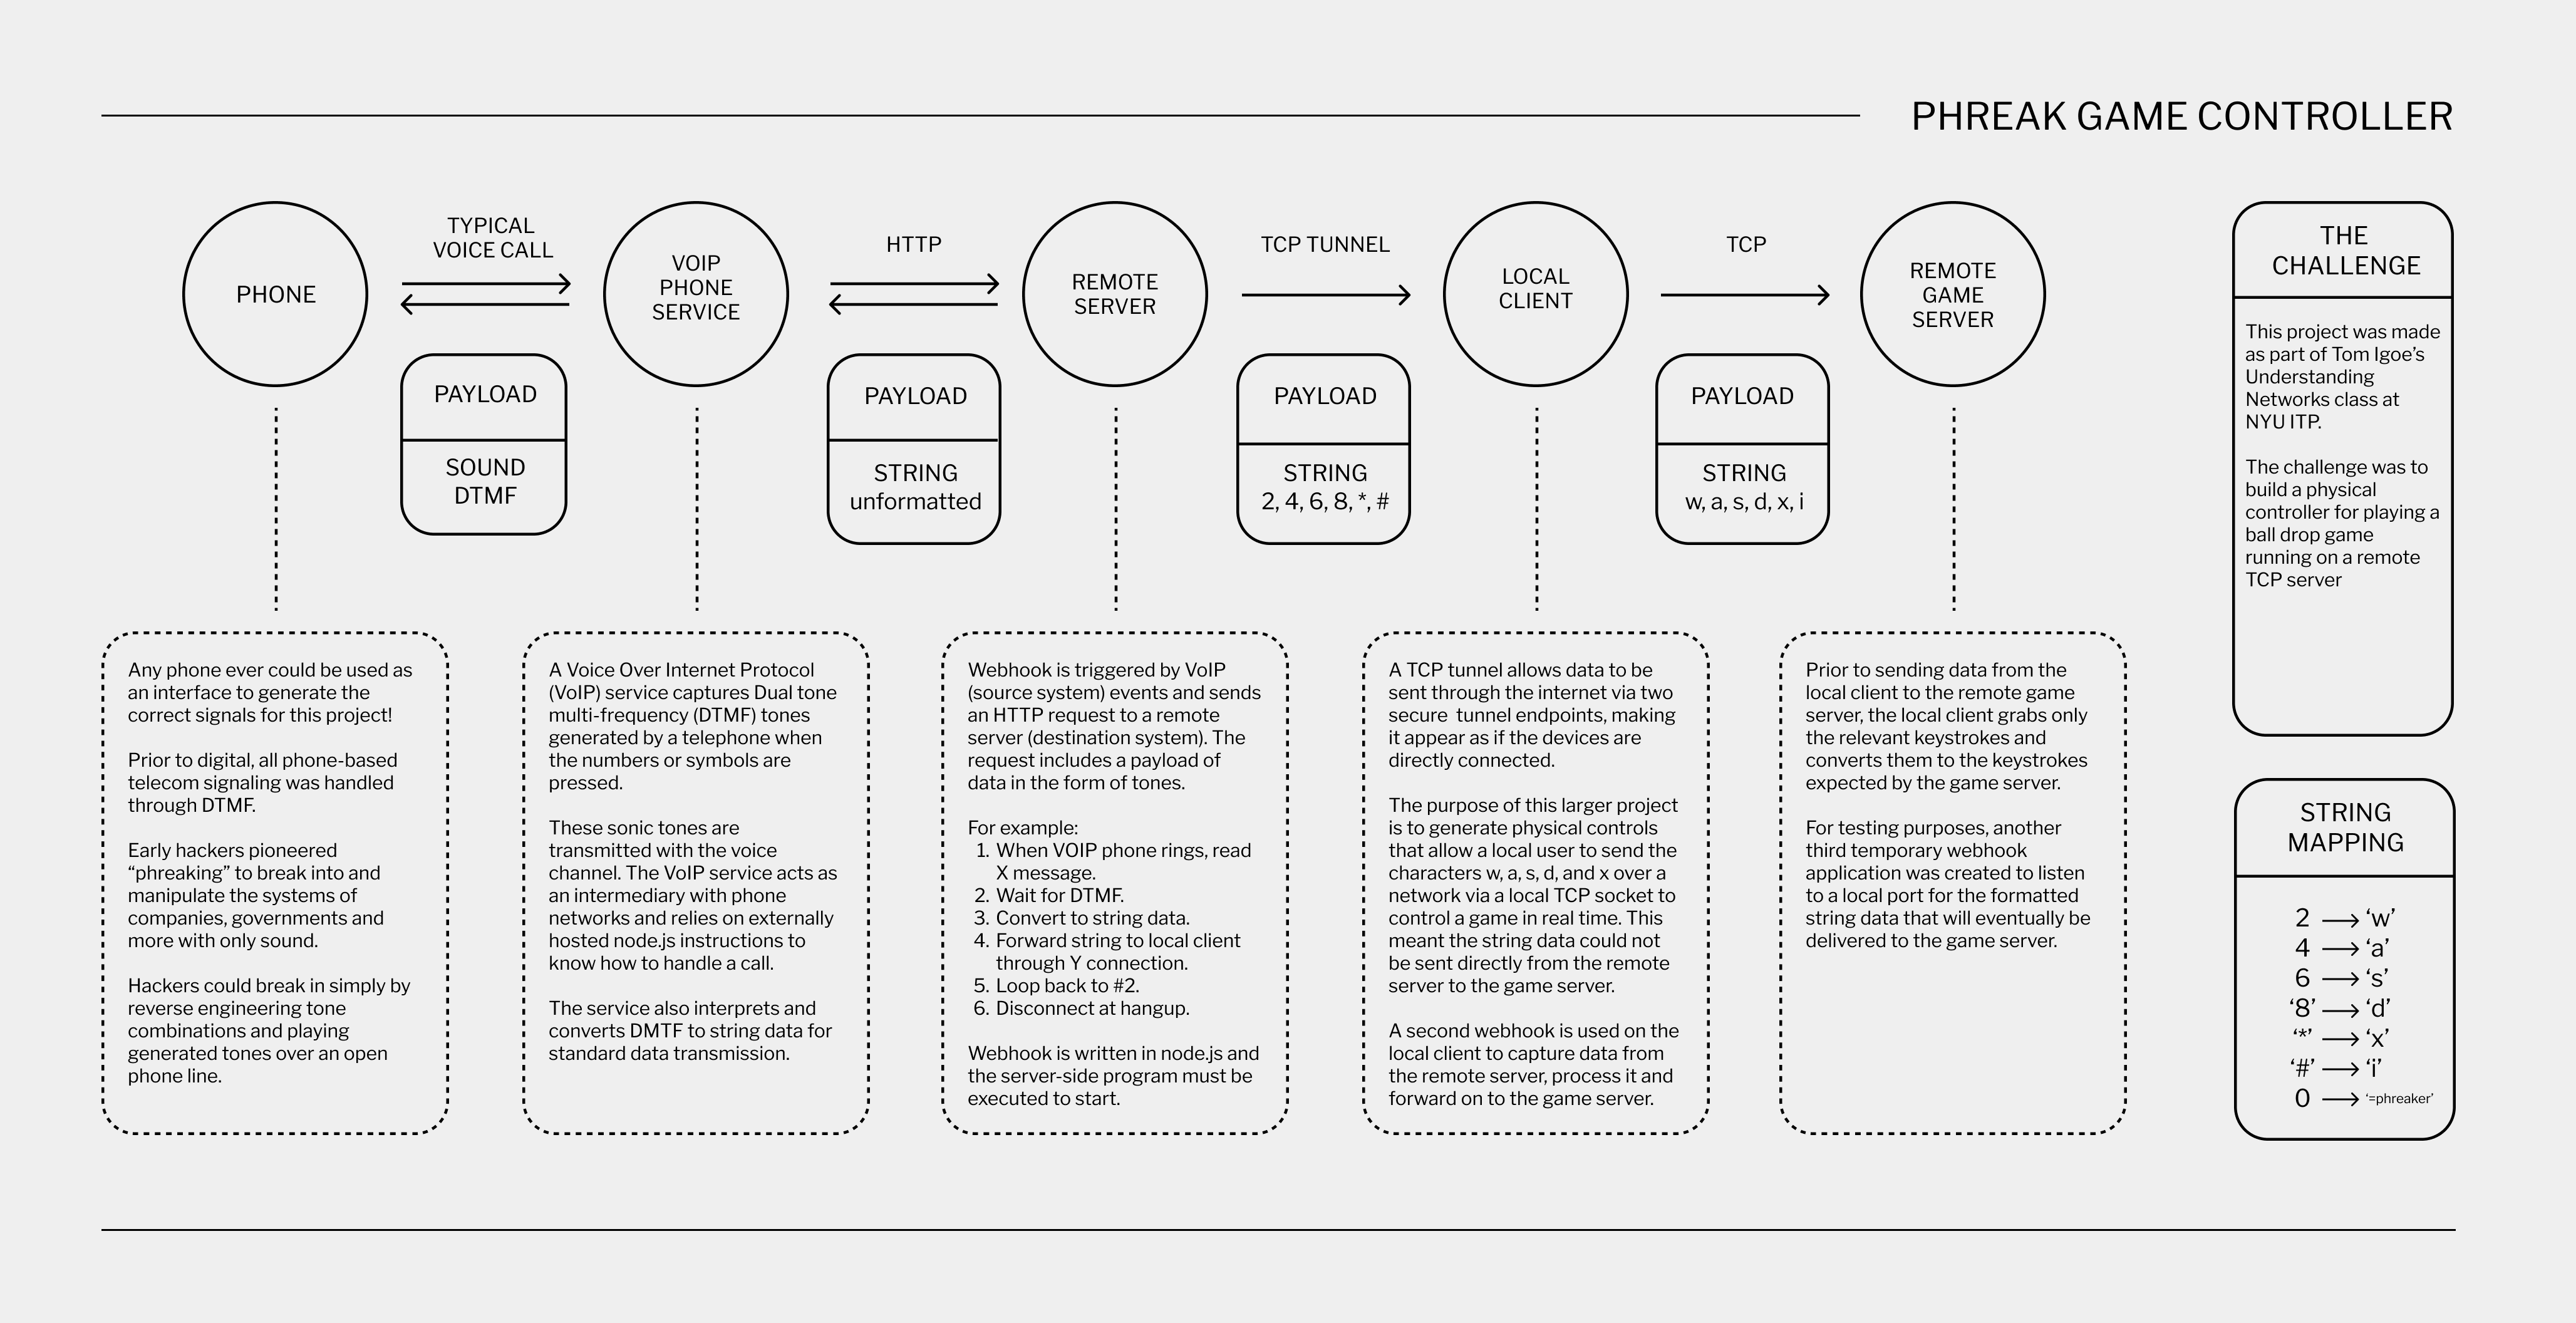 PHREAK GAME CONTROLLER
PHONE
TYPICAL
VOICE CALL
PAYLOAD
SOUND
DTMF
VOIP
PHONE
SERVICE
HTTP
PAYLOAD
STRING
unformatted
REMOTE
SERVER
TCP TUNNEL
PAYLOAD
STRING
2, 4, 6, 8, *, #
LOCAL
CLIENT
TCP
PAYLOAD
STRING
w, a, s, d, x, i
REMOTE
GAME
SERVER
THE
CHALLENGE
This project was made
as part of Tom Igoe’s
Understanding
Networks class at
NYU ITP.
The challenge was to
build a physical
controller for playing a
ball drop game
running on a remote
TCP server
Any phone ever could be used as
an interface to generate the
correct signals for this project!
Prior to digital, all phone-based
telecom signaling was handled
through DTMF.
Early hackers pioneered
“phreaking” to break into and
manipulate the systems of
companies, governments and
more with only sound.
Hackers could break in simply by
reverse engineering tone
combinations and playing
generated tones over an open
phone line.
A Voice Over Internet Protocol
(VoIP) service captures Dual tone
multi-frequency (DTMF) tones
generated by a telephone when
the numbers or symbols are
pressed.
These sonic tones are
transmitted with the voice
channel. The VoIP service acts as
an intermediary with phone
networks and relies on externally
hosted node.js instructions to
know how to handle a call.
The service also interprets and
converts DMTF to string data for
standard data transmission.
Webhook is triggered by VoIP
(source system) events and sends
an HTTP request to a remote
server (destination system). The
request includes a payload of
data in the form of tones.
For example:
1. When VOIP phone rings, read
X message.
2. Wait for DTMF.
3. Convert to string data.
4. Forward string to local client
through Y connection.
5. Loop back to #2.
6. Disconnect at hangup.
Webhook is written in node.js and
the server-side program must be
executed to start.
A TCP tunnel allows data to be
sent through the internet via two
secure  tunnel endpoints, making
it appear as if the devices are
directly connected.
The purpose of this larger project
is to generate physical controls
that allow a local user to send the
characters w, a, s, d, and x over a
network via a local TCP socket to
control a game in real time. This
meant the string data could not
be sent directly from the remote
server to the game server.
A second webhook is used on the
local client to capture data from
the remote server, process it and
forward on to the game server.
Prior to sending data from the
local client to the remote game
server, the local client grabs only
the relevant keystrokes and
converts them to the keystrokes
expected by the game server.
For testing purposes, another
third temporary webhook
application was created to listen
to a local port for the formatted
string data that will eventually be
delivered to the game server.
STRING
MAPPING
2 ⟶ ‘w’
4 ⟶ ‘a’
6 ⟶ ‘s’
‘8’ ⟶ ‘d’
‘*’ ⟶ ‘x’
‘#’ ⟶ ‘i’
0 ⟶ ‘=phreaker’